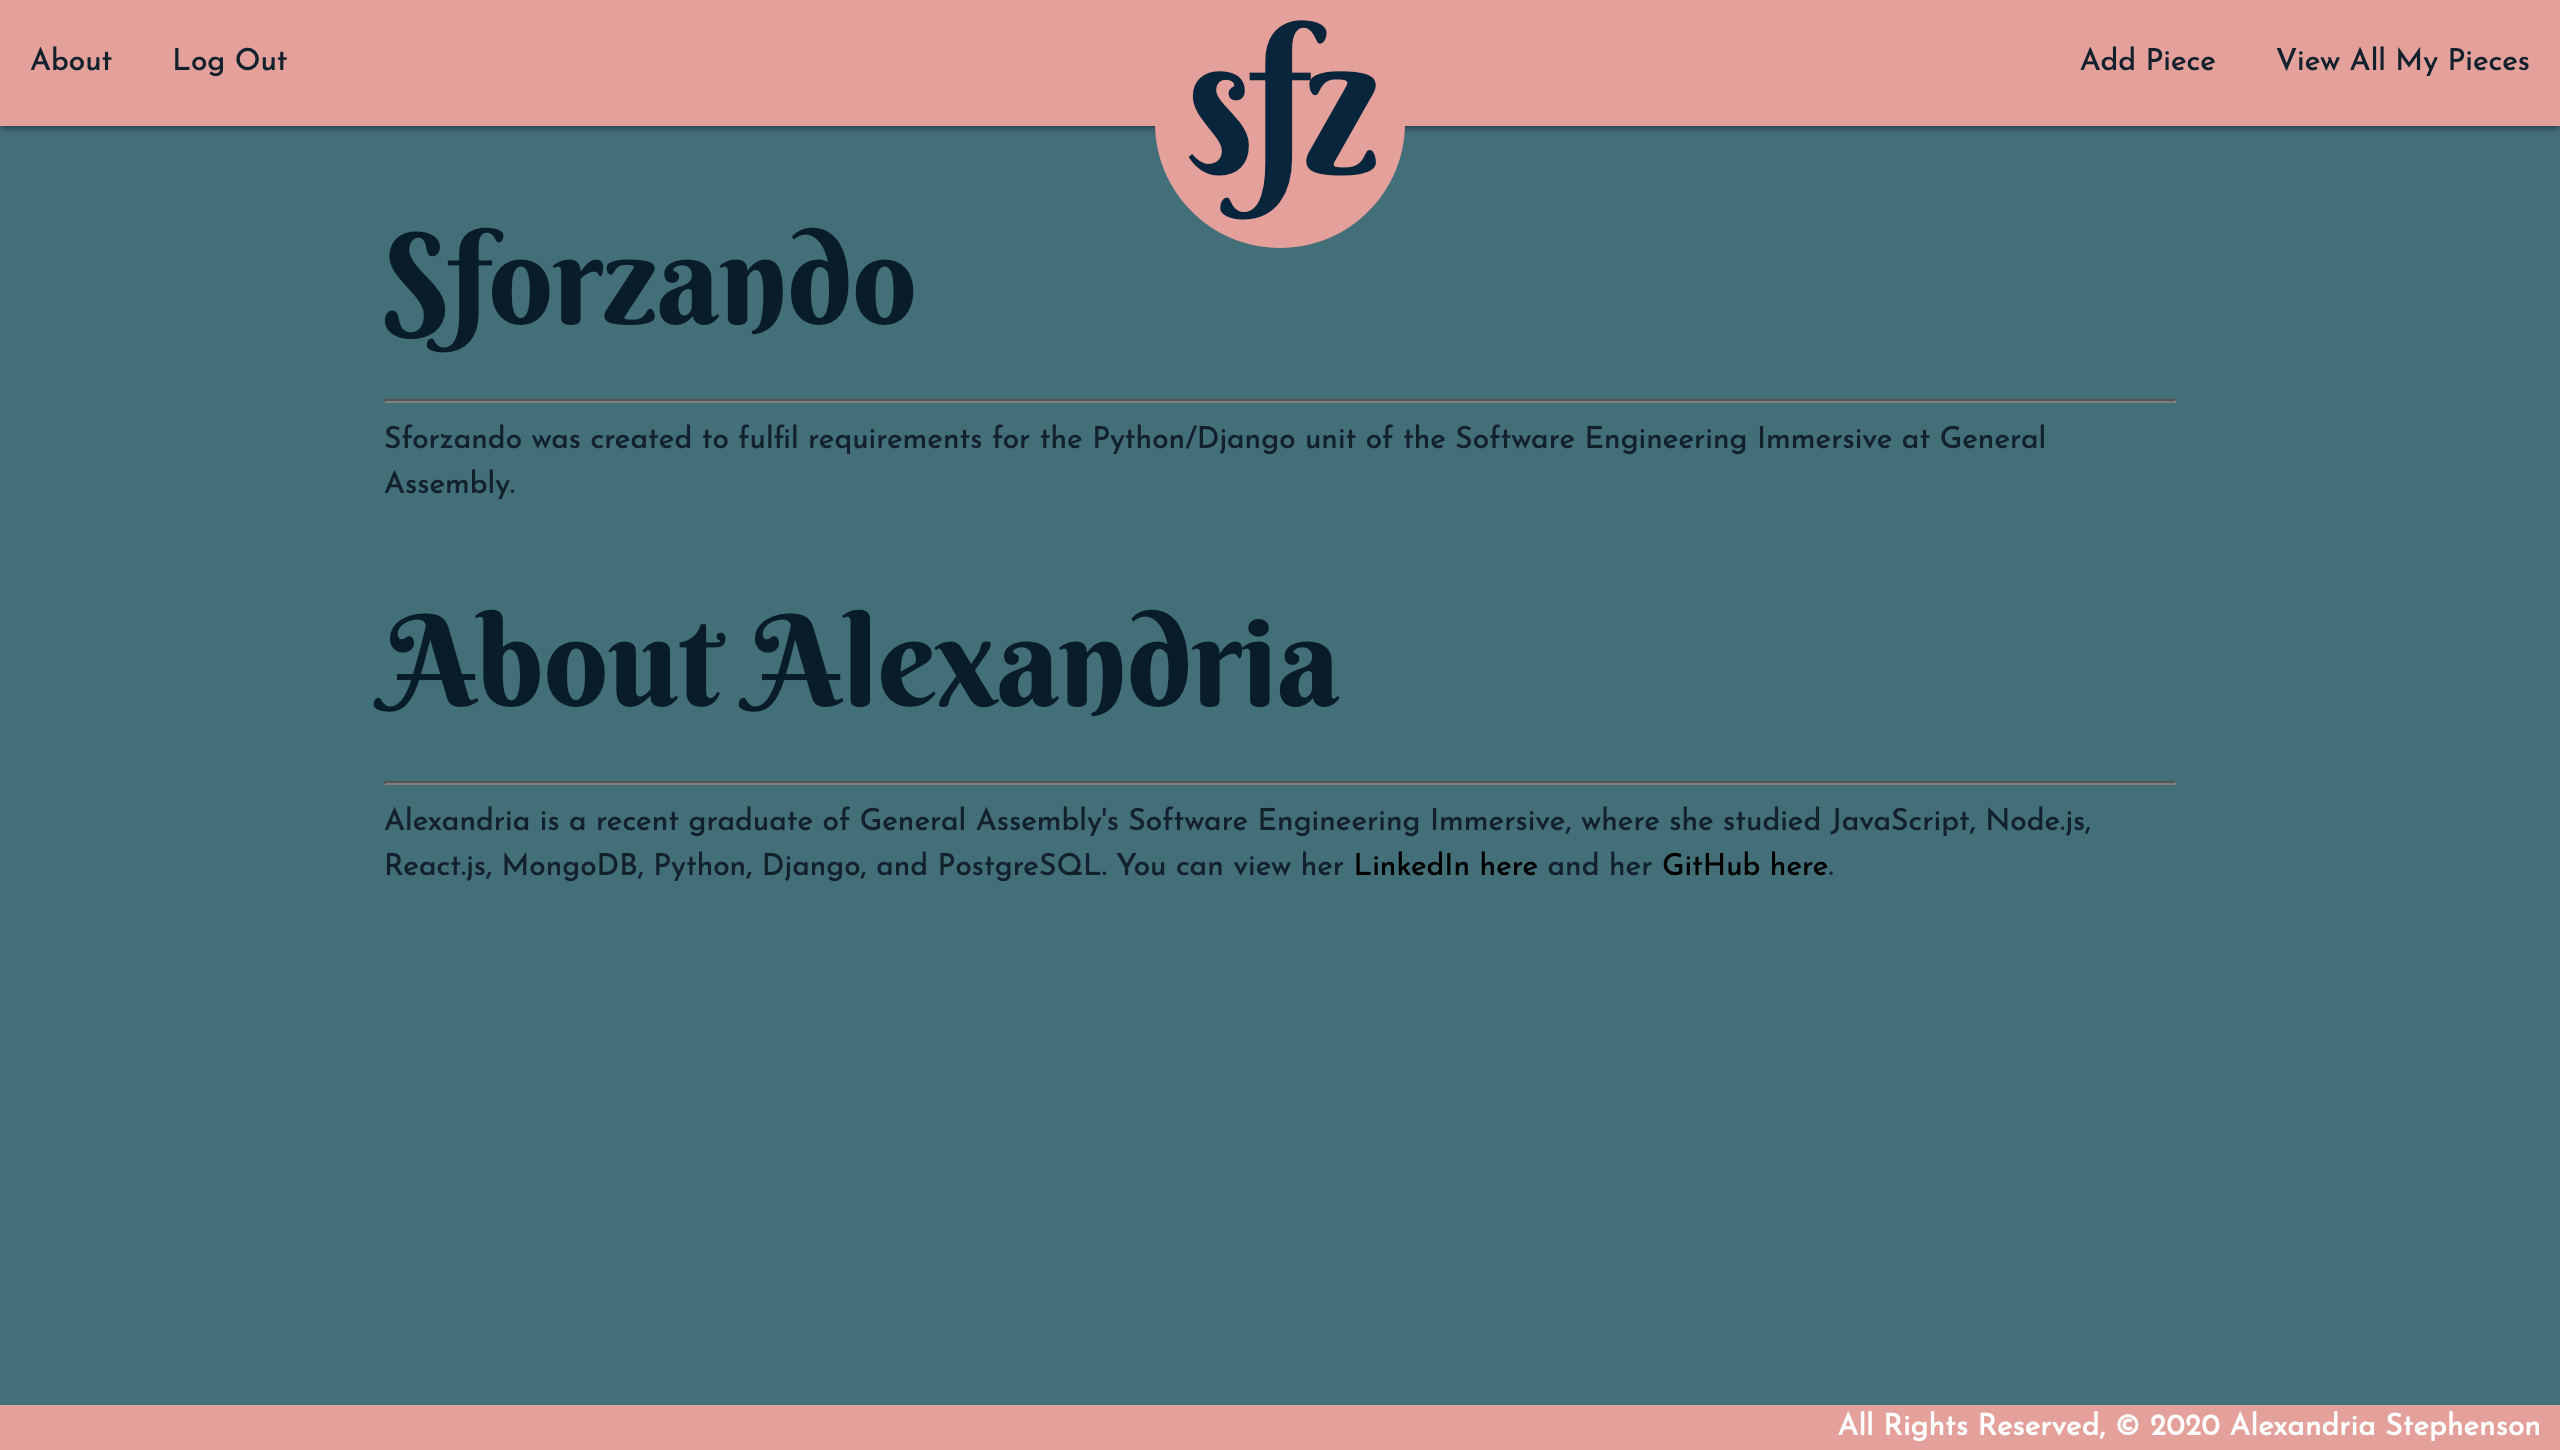 About Log Out sfz Add Piece View All My Pieces
Sforzando
Sforzando was created to fulfil requirements for the Python/Django unit of the Software Engineering Immersive at General
Assembly.
About Alexandria
Alexandria is a recent graduate of General Assembly's Software Engineering Immersive, where she studied JavaScript, Node.js,
React.js, MongoDB, Python, Django, and PostgreSQL. You can view her LinkedIn here and her GitHub here.
All Rights Reserved, © 2020 Alexandria Stephenson